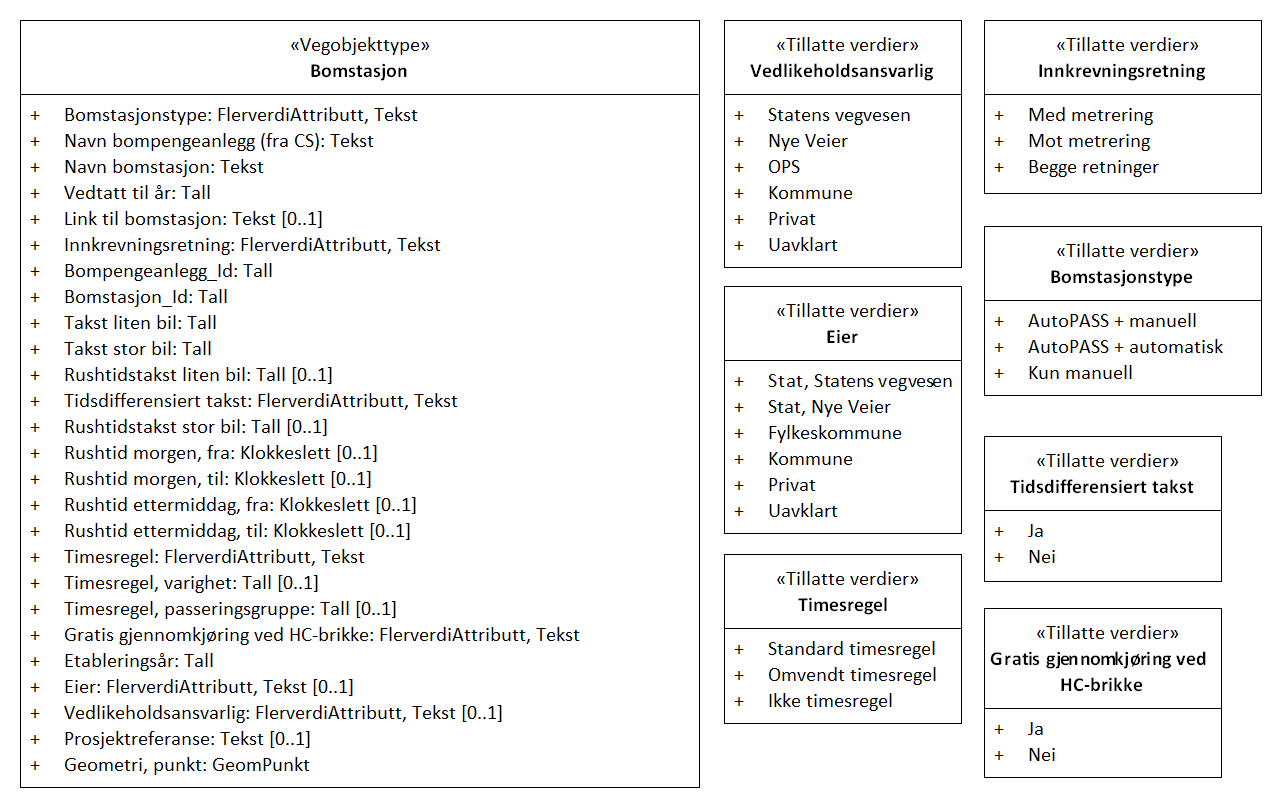 «Vegobjekttype»
Bomstasjon
+ Bomstasjonstype: FlerverdiAttributt, Tekst
+ Navn bompengeanlegg (fra CS): Tekst
+ Navn bomstasjon: Tekst
+ Vedtatt til år: Tall
+ Link til bomstasjon: Tekst [0..1]
+ Innkrevningsretning: FlerverdiAttributt, Tekst
+ Bompengeanlegg_Id: Tall
+ Bomstasjon_Id: Tall
+ Takst liten bil: Tall
+ Takst stor bil: Tall
+ Rushtidstakst liten bil: Tall [0..1]
+ Tidsdifferensiert takst: FlerverdiAttributt, Tekst
+ Rushtidstakst stor bil: Tall [0..1]
+ Rushtid morgen, fra: Klokkeslett [0..1]
+ Rushtid morgen, til: Klokkeslett [0..1]
+ Rushtid ettermiddag, fra: Klokkeslett [0..1]
+ Rushtid ettermiddag, til: Klokkeslett [0..1]
+ Timesregel: FlerverdiAttributt, Tekst
+ Timesregel, varighet: Tall [0..1]
+ Timesregel, passeringsgruppe: Tall [0..1]
+ Gratis gjennomkjøring ved HC-brikke: FlerverdiAttributt, Tekst
+ Etableringsår: Tall
+ Eier: FlerverdiAttributt, Tekst [0..1]
+ Vedlikeholdsansvarlig: FlerverdiAttributt, Tekst [0..1]
+ Prosjektreferanse: Tekst [0..1]
+ Geometri, punkt: GeomPunkt
«Tillatte verdier»
Vedlikeholdsansvarlig
+ Statens vegvesen
+ Nye Veier
+ OPS
+ Kommune
+ Privat
+ Uavklart
«Tillatte verdier»
Eier
+ Stat, Statens vegvesen
+ Stat, Nye Veier
+ Fylkeskommune
+ Kommune
+ Privat
+ Uavklart
«Tillatte verdier»
Timesregel
+ Standard timesregel
+ Omvendt timesregel
+ Ikke timesregel
«Tillatte verdier»
Innkrevningsretning
+ Med metrering
+ Mot metrering
+ Begge retninger
«Tillatte verdier»
Bomstasjonstype
+ AutoPASS + manuell
+ AutoPASS + automatisk
+ Kun manuell
«Tillatte verdier»
Tidsdifferensiert takst
+ Ja
+ Nei
«Tillatte verdier»
Gratis gjennomkjøring ved
HC-brikke
+ Ja
+ Nei